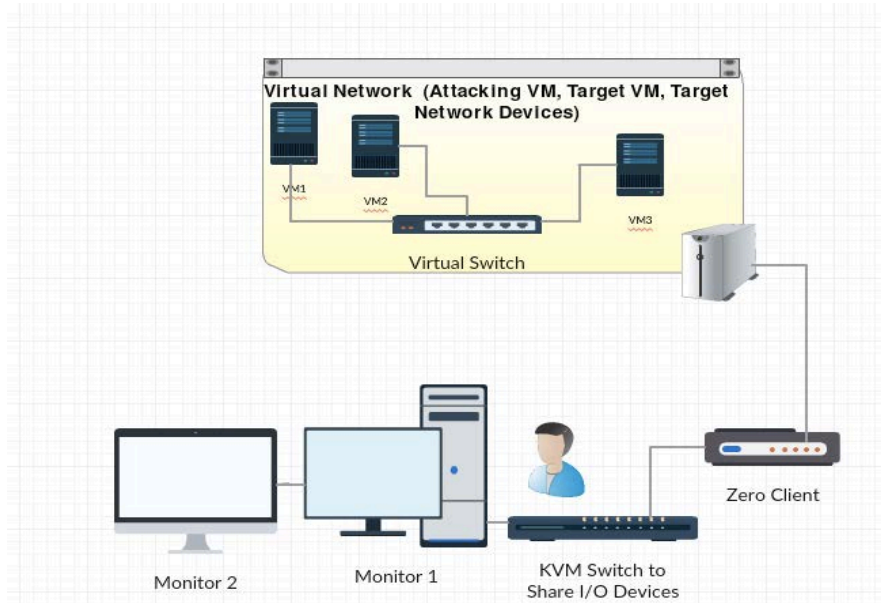 Virtual Network (Attacking VM, Target VM, Target
Network Devices)
VM1
VM2
VM3
Virtual Switch
Zero Client
Monitor 2
Monitor 1
KVM Switch to
Share I/O Devices